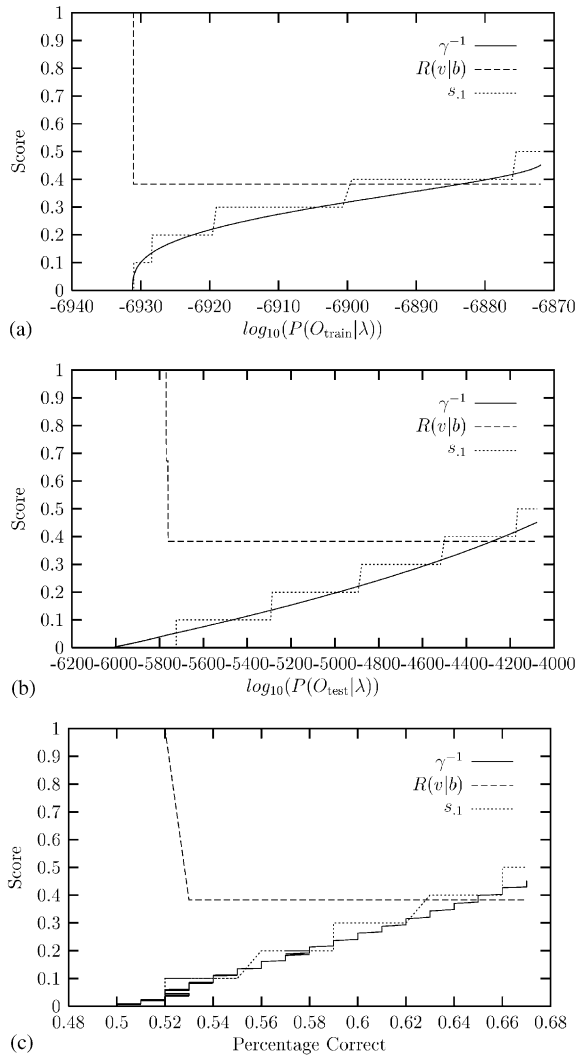 1
0.9
0.8
0.7
0.6
0.5
0.4
0.3
0.2
0.1
0
Score
γ⁻¹
R(v|b)
s.₁
-6940 -6930 -6920 -6910 -6900 -6890 -6880 -6870
(a) log₁₀(P(O_train|λ))
1
0.9
0.8
0.7
0.6
0.5
0.4
0.3
0.2
0.1
0
Score
γ⁻¹
R(v|b)
s.₁
-6200-6000-5800-5600-5400-5200-5000-4800-4600-4400-4200-4000
(b) log₁₀(P(O_test|λ))
1
0.9
0.8
0.7
0.6
0.5
0.4
0.3
0.2
0.1
0
Score
γ⁻¹
R(v|b)
s.₁
0.48 0.5 0.52 0.54 0.56 0.58 0.6 0.62 0.64 0.66 0.68
(c) Percentage Correct